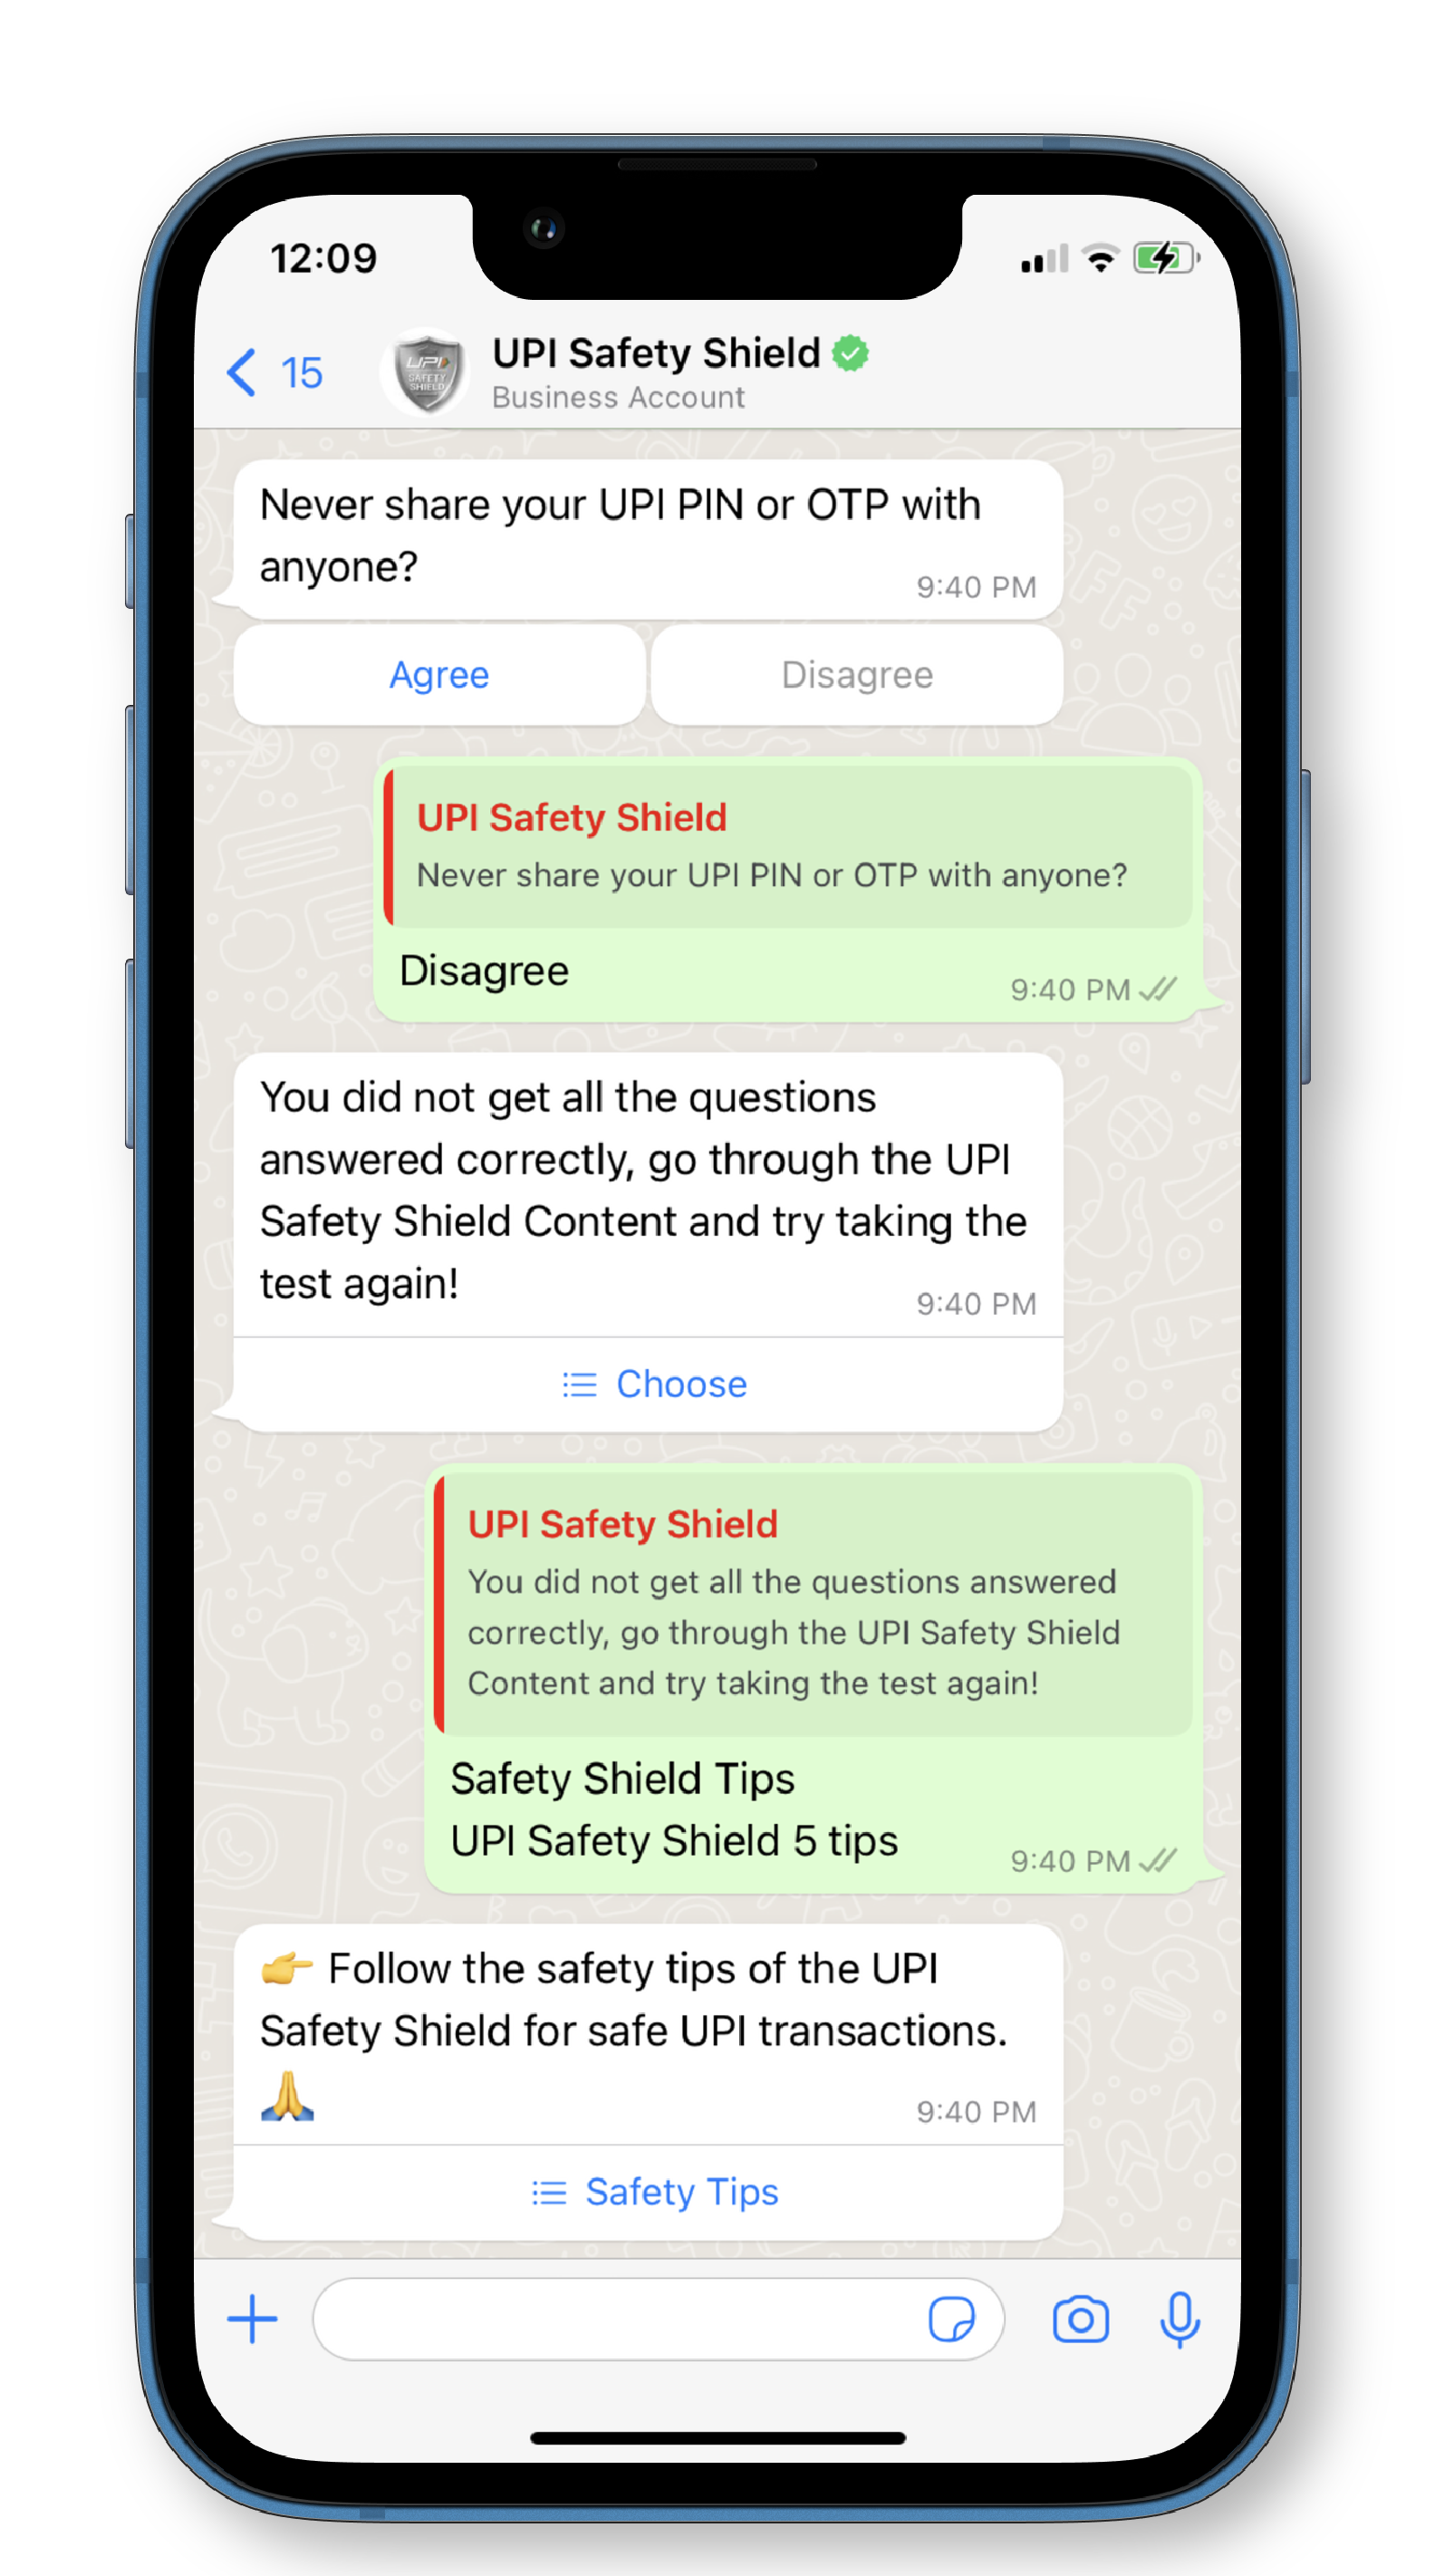 12:09
15
UPI
SAFETY
SHIELD
UPI Safety Shield
Business Account
Never share your UPI PIN or OTP with
anyone?
9:40 PM
Agree
Disagree
UPI Safety Shield
Never share your UPI PIN or OTP with anyone?
Disagree
9:40 PM
You did not get all the questions
answered correctly, go through the UPI
Safety Shield Content and try taking the
test again!
9:40 PM
Choose
UPI Safety Shield
You did not get all the questions answered
correctly, go through the UPI Safety Shield
Content and try taking the test again!
Safety Shield Tips
UPI Safety Shield 5 tips
9:40 PM
👉 Follow the safety tips of the UPI
Safety Shield for safe UPI transactions.
🙏
9:40 PM
Safety Tips